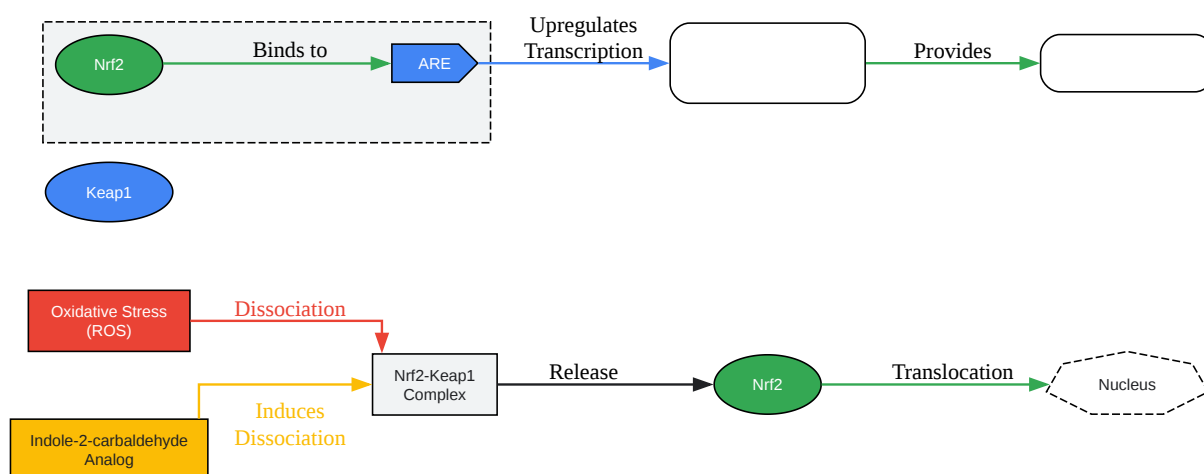 Upregulates
Transcription
Binds to
Provides
Nrf2
ARE
Keap1
Oxidative Stress
(ROS)
Dissociation
Nrf2-Keap1
Complex
Release
Nrf2
Translocation
Nucleus
Induces
Dissociation
Indole-2-carbaldehyde
Analog